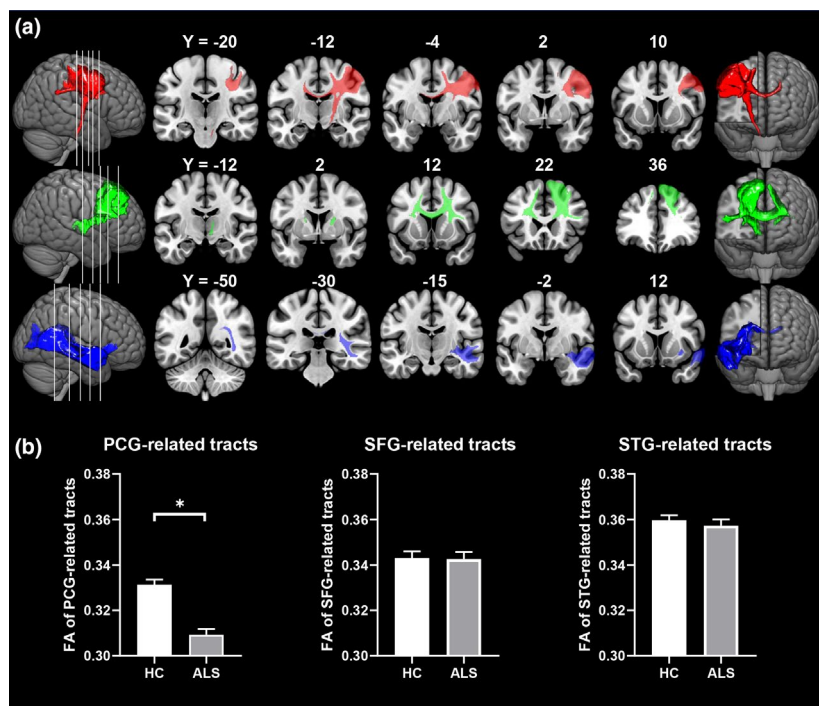 (a)
Y = -20 -12 -4 2 10
Y = -12 2 12 22 36
Y = -50 -30 -15 -2 12
(b)
PCG-related tracts
FA of PCG-related tracts
0.38
0.36
0.34
0.32
0.30
*
HC ALS
SFG-related tracts
FA of SFG-related tracts
0.38
0.36
0.34
0.32
0.30
HC ALS
STG-related tracts
FA of STG-related tracts
0.38
0.36
0.34
0.32
0.30
HC ALS